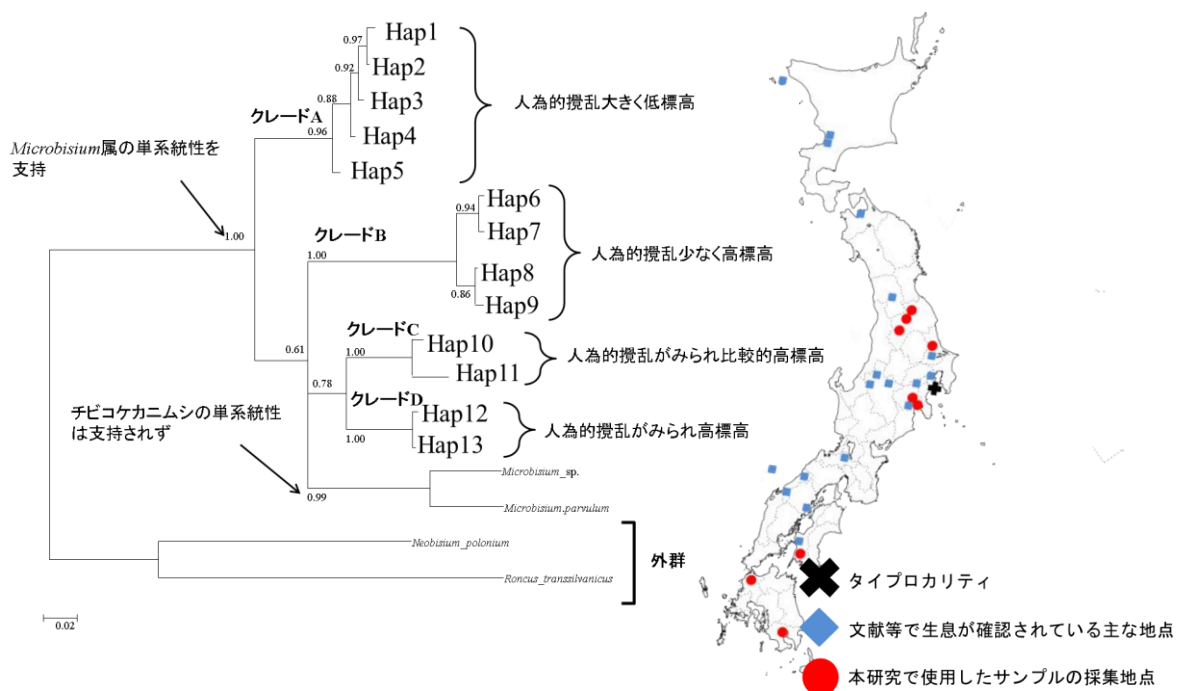 Hap1
Hap2
Hap3
Hap4
Hap5
0.97
0.92
0.88
0.96
クレードA
人為的攪乱大きく低標高
Microbisium属の単系統性を
支持
1.00
クレードB
1.00
Hap6
Hap7
Hap8
Hap9
0.94
0.86
人為的攪乱少なく高標高
0.61
クレードC
1.00
Hap10
Hap11
人為的攪乱がみられ比較的高標高
0.78
クレードD
1.00
Hap12
Hap13
人為的攪乱がみられ高標高
チビコケカニムシの単系統性
は支持されず
0.99
Microbisium_sp.
Microbisium.parvulum
Neobisium_polonium
Roncus_transsilvanicus
外群
0.02
タイプロカリティ
文献等で生息が確認されている主な地点
本研究で使用したサンプルの採集地点